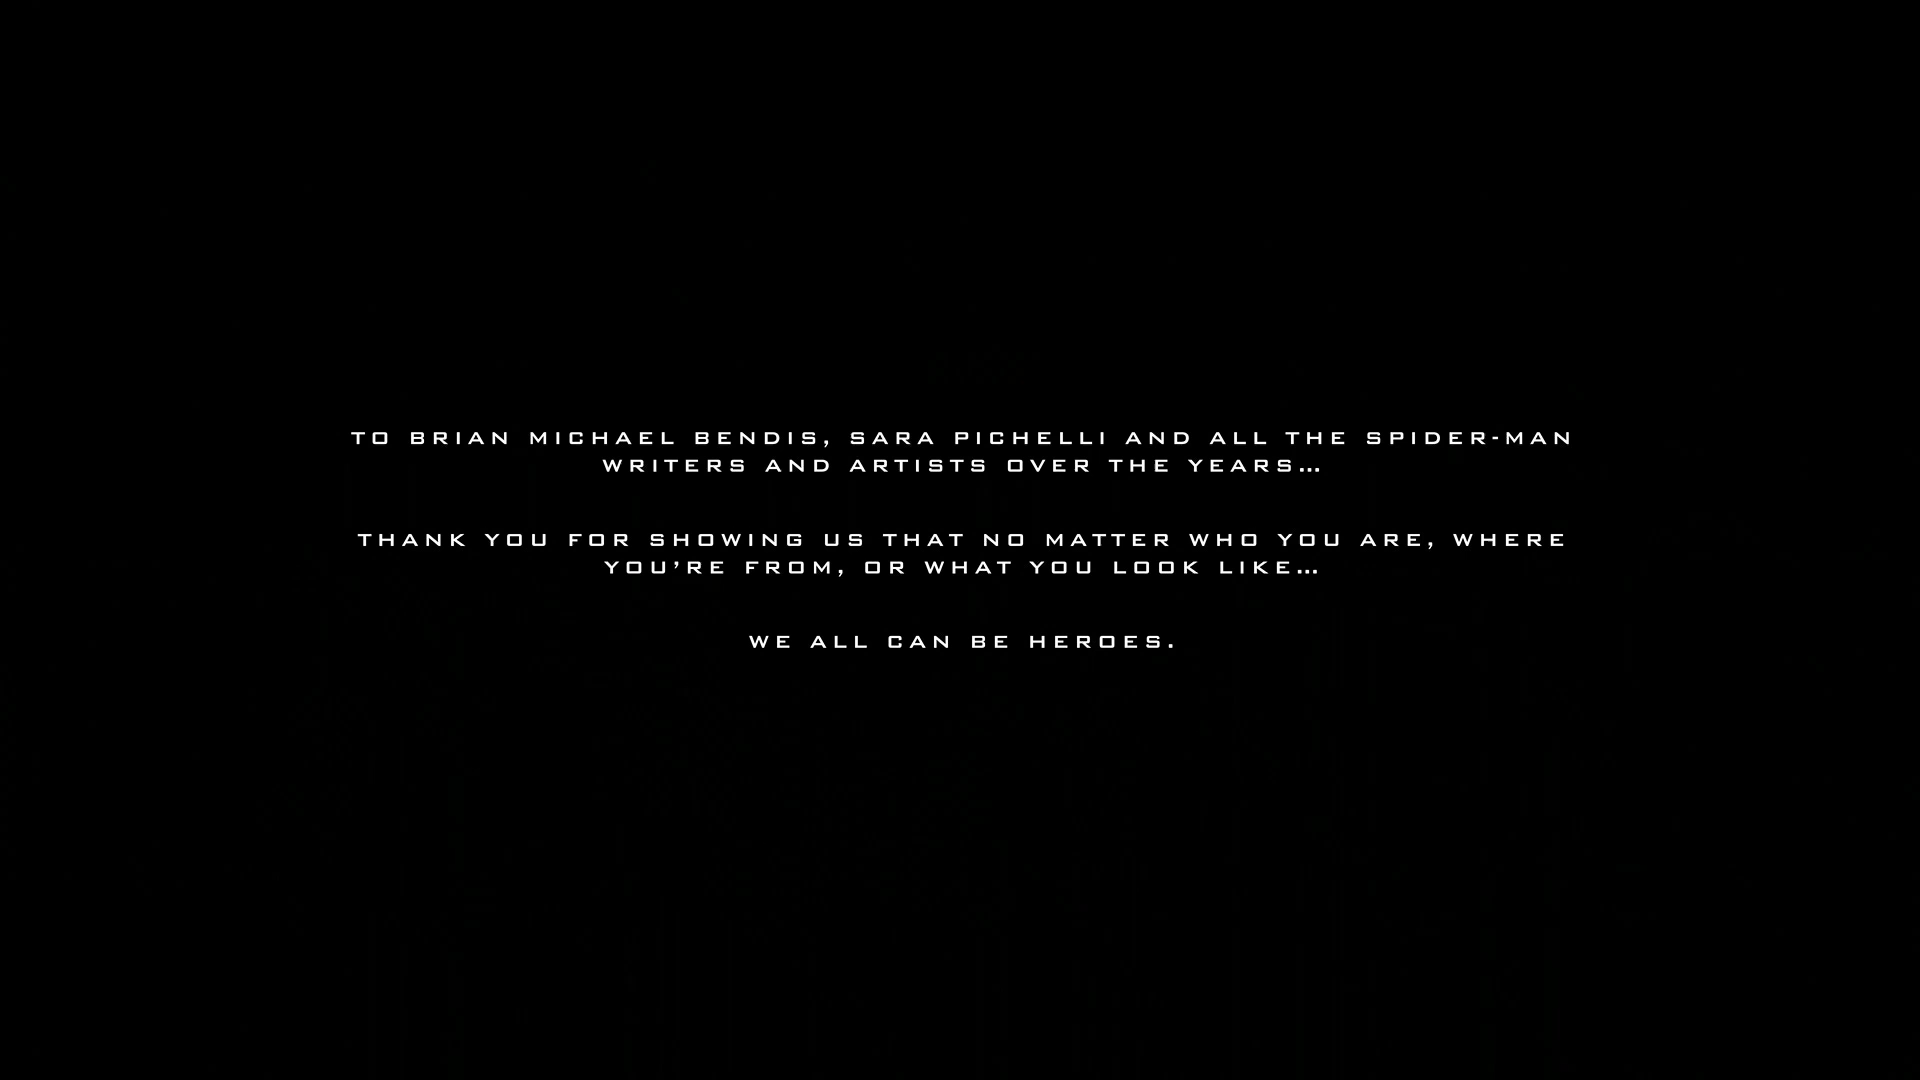 TO BRIAN MICHAEL BENDIS, SARA PICHELLI AND ALL THE SPIDER-MAN
WRITERS AND ARTISTS OVER THE YEARS…
THANK YOU FOR SHOWING US THAT NO MATTER WHO YOU ARE, WHERE
YOU’RE FROM, OR WHAT YOU LOOK LIKE…
WE ALL CAN BE HEROES.